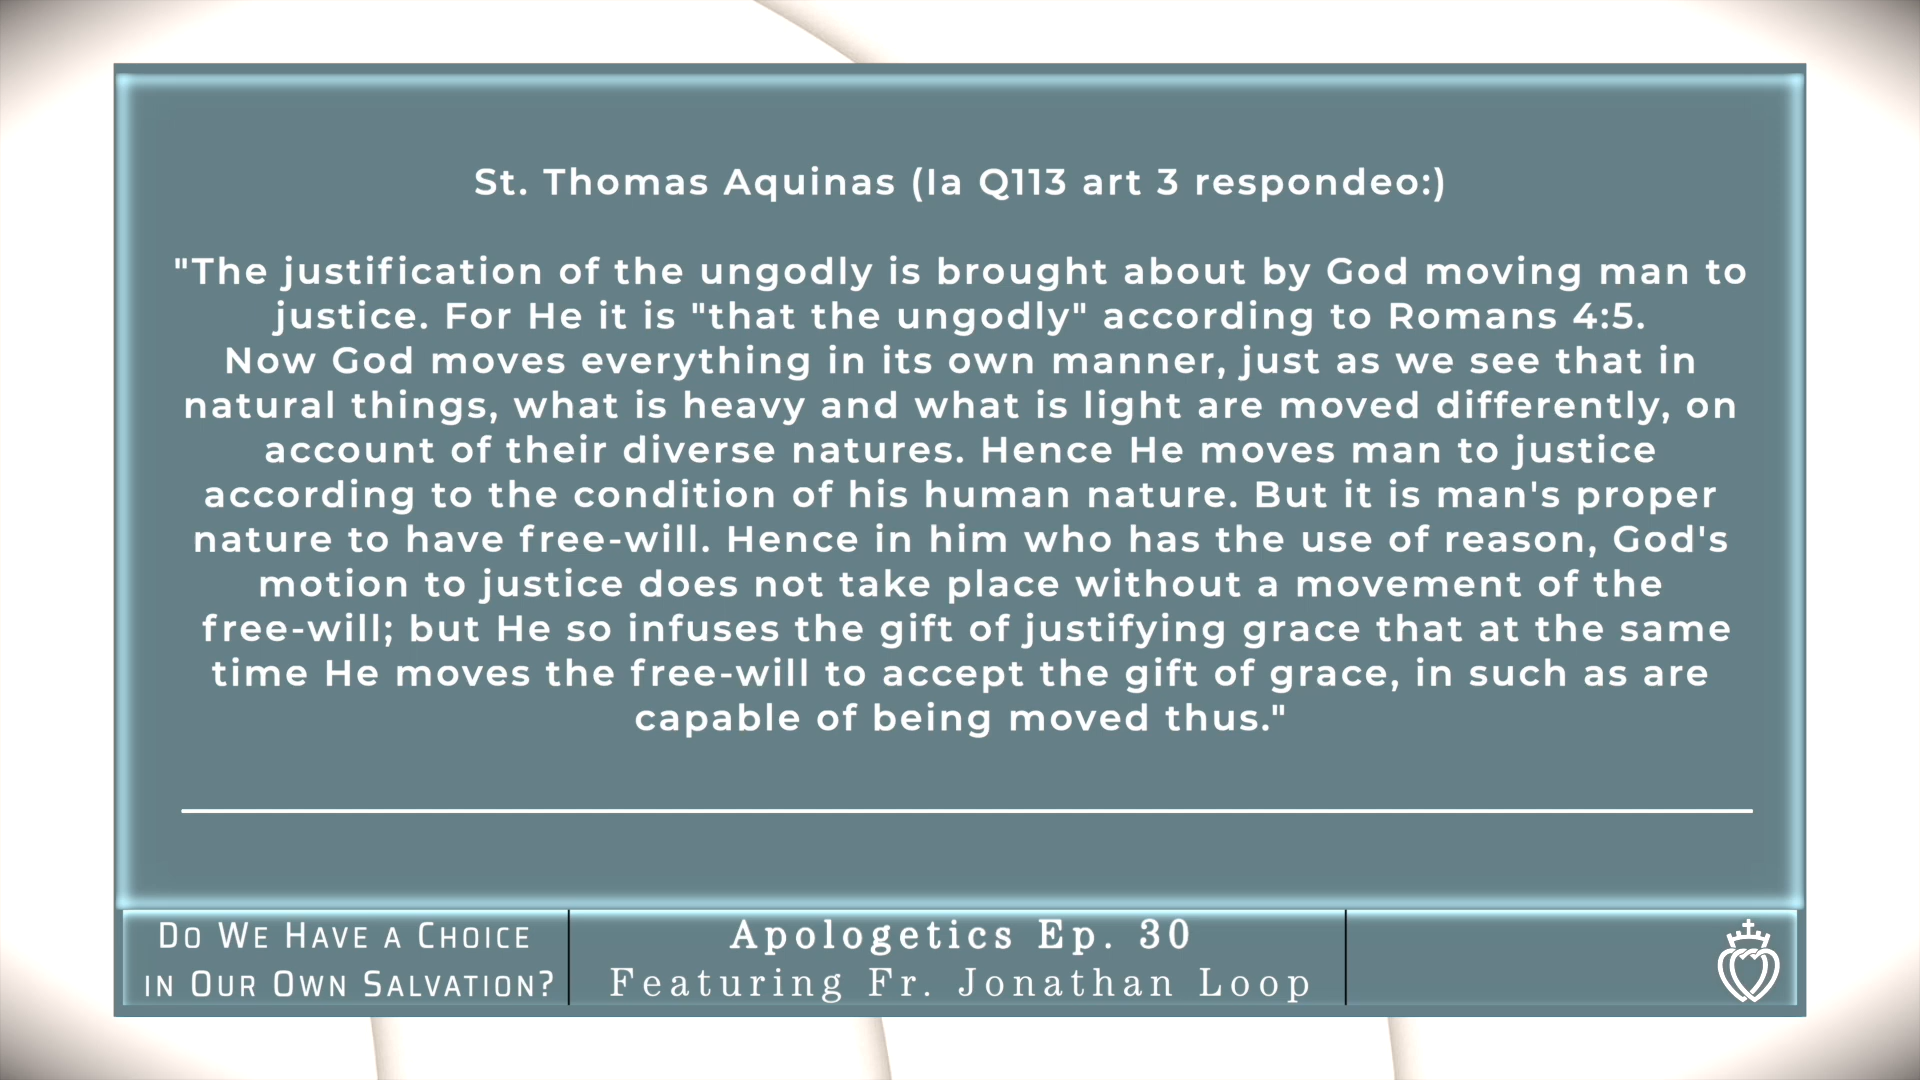 St. Thomas Aquinas (Ia Q113 art 3 respondeo:)
"The justification of the ungodly is brought about by God moving man to
justice. For He it is "that the ungodly" according to Romans 4:5.
Now God moves everything in its own manner, just as we see that in
natural things, what is heavy and what is light are moved differently, on
account of their diverse natures. Hence He moves man to justice
according to the condition of his human nature. But it is man's proper
nature to have free-will. Hence in him who has the use of reason, God's
motion to justice does not take place without a movement of the
free-will; but He so infuses the gift of justifying grace that at the same
time He moves the free-will to accept the gift of grace, in such as are
capable of being moved thus."
Do We Have a Choice
in Our Own Salvation?
Apologetics Ep. 30
Featuring Fr. Jonathan Loop